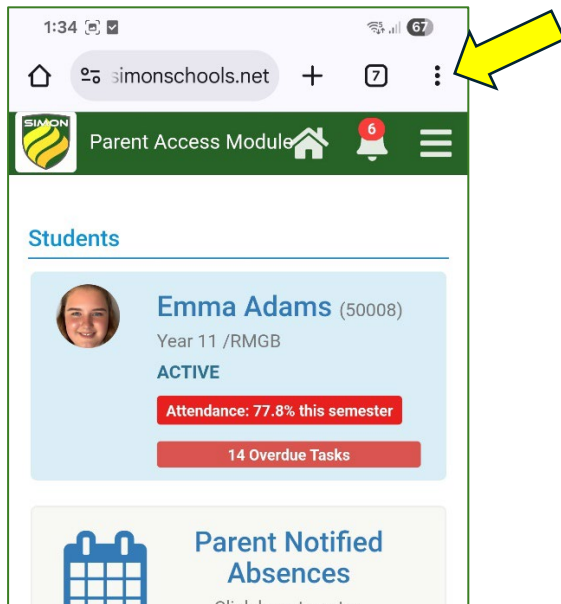 1:34
67
simonschools.net
7
SIMON
Parent Access Module
6
Students
Emma Adams (50008)
Year 11 /RMGB
ACTIVE
Attendance: 77.8% this semester
14 Overdue Tasks
Parent Notified
Absences